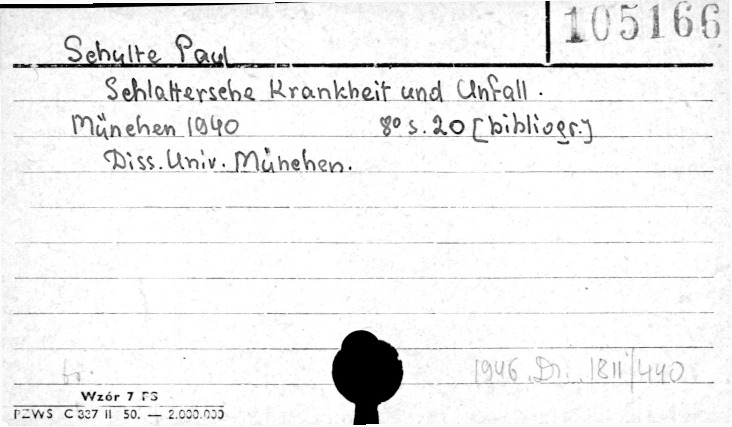 105166
Schulte Paul
Schlattersche Krankheit und Unfall.
München 1940 8° s. 20 [bibliogr.]
Diss. Univ. München.
1946. Dr. 1811/440
Wzór 7 PS
PZWS C 337 II 50. — 2.000.000